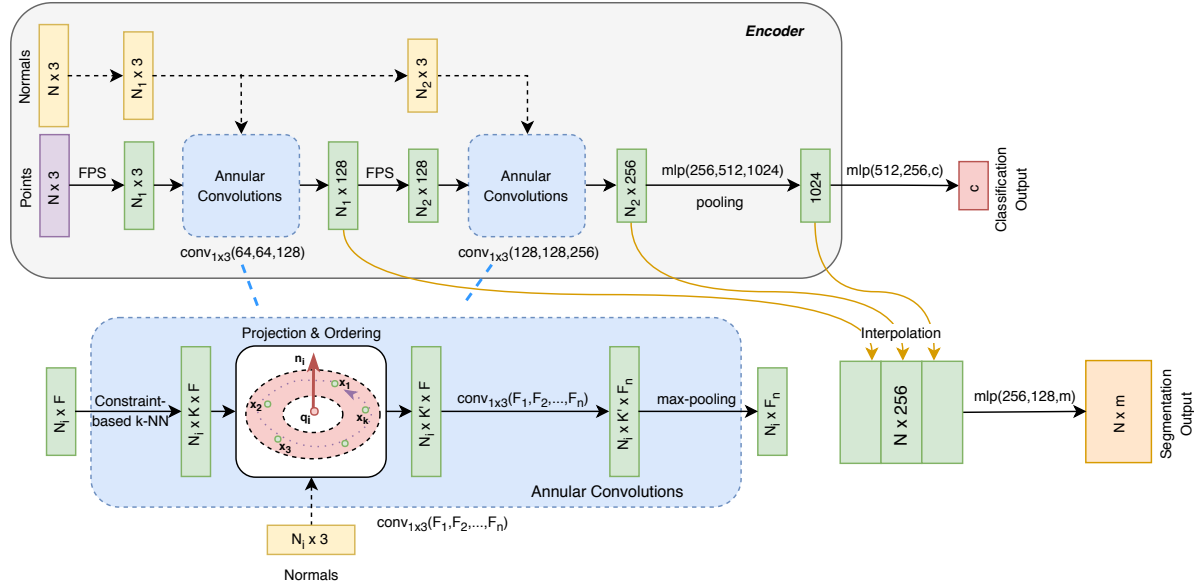 Encoder
Normals
N x 3
N₁ x 3
N₂ x 3
Points
N x 3
FPS
N₁ x 3
Annular
Convolutions
N₁ x 128
FPS
N₂ x 128
Annular
Convolutions
N₂ x 256
mlp(256,512,1024)
pooling
1024
mlp(512,256,c)
c
Classification
Output
conv₁ₓ₃(64,64,128)
conv₁ₓ₃(128,128,256)
Projection & Ordering
Interpolation
Nᵢ x F
Constraint-
based k-NN
Nᵢ x K x F
nᵢ
x₁
x₂
qᵢ
xₖ
x₃
Nᵢ x K' x F
conv₁ₓ₃(F₁,F₂,...,Fₙ)
Nᵢ x K' x Fₙ
max-pooling
Nᵢ x Fₙ
N x 256
mlp(256,128,m)
N x m
Segmentation
Output
Annular Convolutions
conv₁ₓ₃(F₁,F₂,...,Fₙ)
Nᵢ x 3
Normals